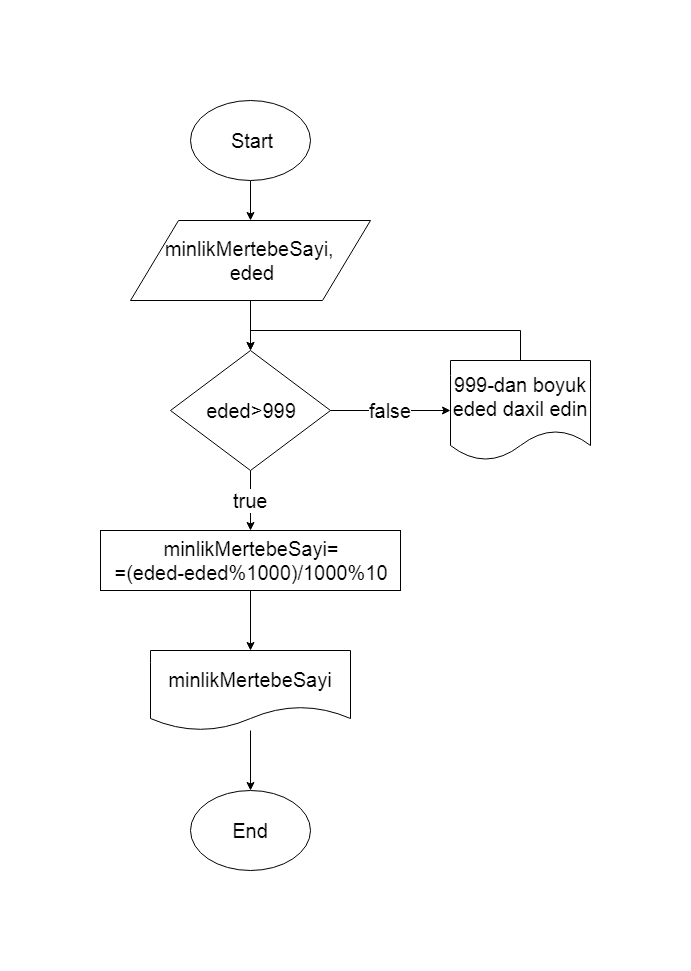 Start
minlikMertebeSayi,
eded
eded>999
false
999-dan boyuk
eded daxil edin
true
minlikMertebeSayi=
=(eded-eded%1000)/1000%10
minlikMertebeSayi
End